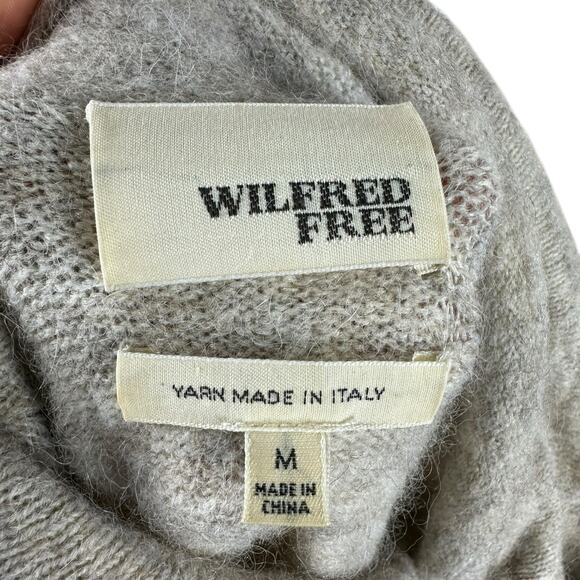 WILFRED
FREE
YARN MADE IN ITALY
M
MADE IN
CHINA